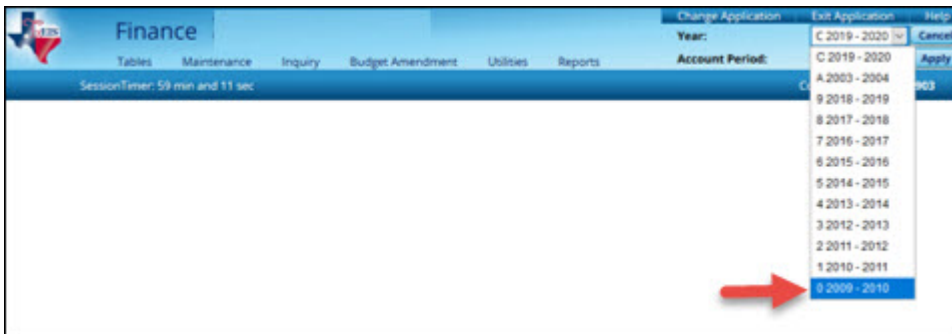 Change Application Exit Application Help
Finance
Year: C 2019 - 2020 Cancel
Tables Maintenance Inquiry Budget Amendment Utilities Reports
Account Period: Apply
SessionTimer: 59 min and 11 sec
903
C 2019 - 2020
A 2003 - 2004
9 2018 - 2019
8 2017 - 2018
7 2016 - 2017
6 2015 - 2016
5 2014 - 2015
4 2013 - 2014
3 2012 - 2013
2 2011 - 2012
1 2010 - 2011
0 2009 - 2010